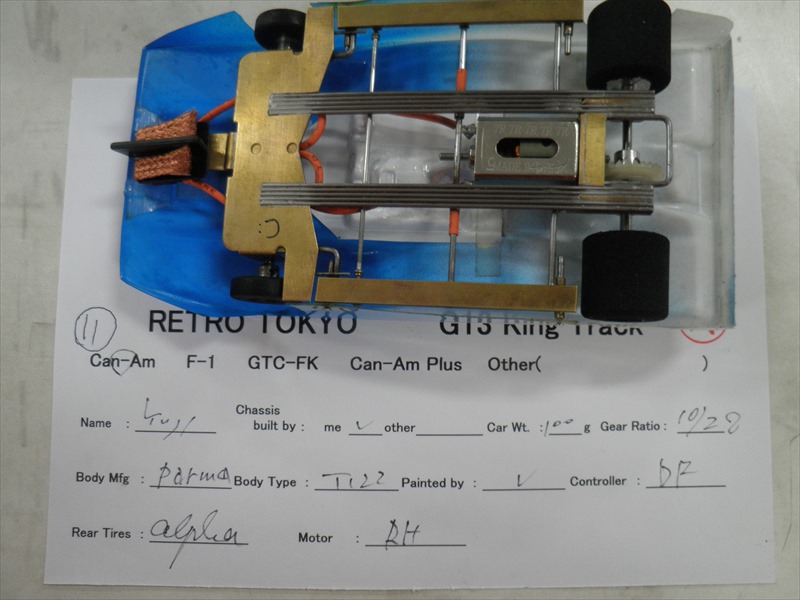 11 RETRO TOKYO GT3 King Track
Can-Am F-1 GTC-FK Can-Am Plus Other( )
Name : Chassis built by : me ✓ other Car Wt. : 100 g Gear Ratio : 10/28
Body Mfg : parma Body Type : Ti22 Painted by : ✓ Controller : DF
Rear Tires : alpha Motor : RH